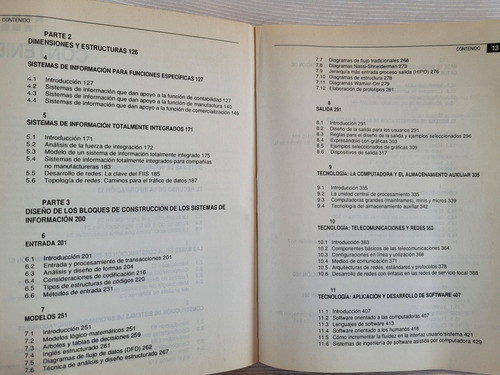 CONTENIDO
PARTE 2
DIMENSIONES Y ESTRUCTURAS 126
4
SISTEMAS DE INFORMACIÓN PARA FUNCIONES ESPECÍFICAS 127
4.1 Introducción 127
4.2 Sistemas de información que dan apoyo a la función de contabilidad 127
4.3 Sistemas de información que dan apoyo a la función de manufactura 140
4.4 Sistemas de información que dan apoyo a la función de comercialización 149
5
SISTEMAS DE INFORMACIÓN TOTALMENTE INTEGRADOS 171
5.1 Introducción 171
5.2 Análisis de la fuerza de integración 172
5.3 Modelo de un sistema de información totalmente integrado 175
5.4 Sistemas de información totalmente integrados para compañías
no manufactureras 183
5.5 Desarrollo de redes: La clave del FIIS 185
5.6 Topología de redes: Caminos para el tráfico de datos 187
PARTE 3
DISEÑO DE LOS BLOQUES DE CONSTRUCCIÓN DE LOS SISTEMAS DE
INFORMACIÓN 200
6
ENTRADA 201
6.1 Introducción 201
6.2 Entrada y procesamiento de transacciones 201
6.3 Análisis y diseño de formas 204
6.4 Consideraciones de codificación 216
6.5 Tipos de estructuras de códigos 220
6.6 Métodos de entrada 231
7
MODELOS 251
7.1 Introducción 251
7.2 Modelos lógico-matemáticos 251
7.3 Árboles y tablas de decisiones 259
7.4 Inglés estructurado 261
7.5 Diagramas de flujo de datos (DFD) 262
7.6 Técnica de análisis y diseño estructurado 267
CONTENIDO 13
7.7 Diagramas de flujo tradicionales 268
7.8 Diagramas Nassi-Shneiderman 273
7.9 Jerarquía más entrada proceso salida (HIPO) 276
7.10 Diagramas de estructura 278
7.11 Diagramas Warnier-Orr 279
7.12 Elaboración de prototipos 281
8
SALIDA 291
8.1 Introducción 291
8.2 Diseño de la salida para los usuarios 291
8.3 Reglas para el diseño de la salida y ejemplos seleccionados 296
8.4 Expresándolo con gráficas 303
8.5 Ejemplos seleccionados de gráficas 309
8.6 Dispositivos de salida 317
9
TECNOLOGÍA: LA COMPUTADORA Y EL ALMACENAMIENTO AUXILIAR 335
9.1 Introducción 335
9.2 La unidad central de procesamiento 335
9.3 Computadoras grandes (mainframes), minis y micros 339
9.4 Tecnología del almacenamiento auxiliar 342
10
TECNOLOGÍA: TELECOMUNICACIONES Y REDES 363
10.1 Introducción 363
10.2 Componentes básicos de las telecomunicaciones 364
10.3 Configuraciones en línea y utilización 368
10.4 Medios de comunicación 371
10.5 Arquitecturas de redes, estándares y protocolos 378
10.6 Desarrollo de redes con énfasis en las redes de servicio local 388
11
TECNOLOGÍA: APLICACIÓN Y DESARROLLO DE SOFTWARE 407
11.1 Introducción 407
11.2 Software orientado a las computadoras 407
11.3 Lenguajes de software 413
11.4 Software orientado a los humanos 418
11.5 Cómo incrementar la fluidez en la interfaz usuario/sistema 421
11.6 Sistemas de ingeniería de software asistida por computadora 429